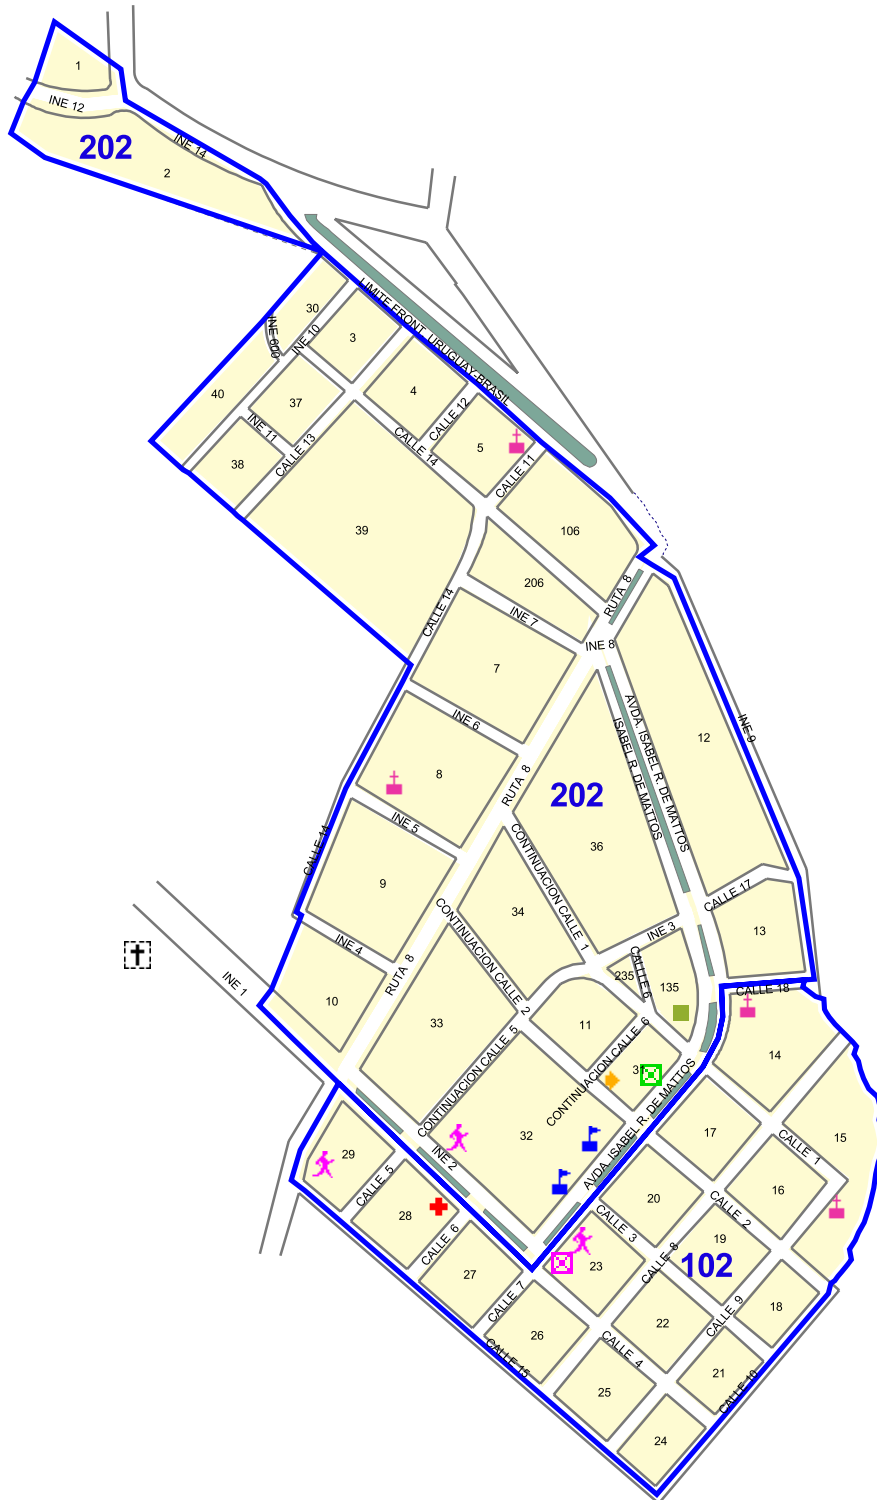 1
INE 12
202
INE 14
2
LIMITE FRONT. URUGUAY-BRASIL
30
INE 600
INE 10
3
40
37
4
CALLE 12
INE 11
CALLE 13
CALLE 14
5
38
CALLE 11
39
106
206
RUTA 8
CALLE 14
INE 7
INE 8
7
INE 6
AVDA. ISABEL R. DE MATTOS
ISABEL R. DE MATTOS
12
INE 9
8
RUTA 8
202
INE 5
CALLE 14
CONTINUACION CALLE 1
36
9
CALLE 17
34
CONTINUACION CALLE 2
INE 3
13
INE 4
RUTA 8
CALLLE 6
235
135
INE 1
CALLE 18
10
33
11
CONTINUACION CALLE 5
CONTINUACION CALLE 6
14
31
AVDA. ISABEL R. DE MATTOS
32
17
CALLE 1
15
29
INE 2
CALLE 5
16
20
CALLE 2
28
CALLE 6
CALLE 3
19
CALLE 8
102
23
27
CALLE 7
CALLE 9
18
26
22
CALLE 15
CALLE 4
21
CALLE 10
25
24